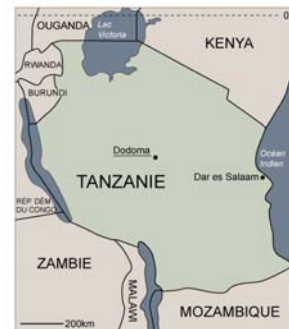 OUGANDA
Lac
Victoria
KENYA
0
RWANDA
BURUNDI
Dodoma
Océan
Indien
TANZANIE
Dar es Salaam
RÉP. DÉM
DU CONGO
ZAMBIE
MALAWI
MOZAMBIQUE
200km